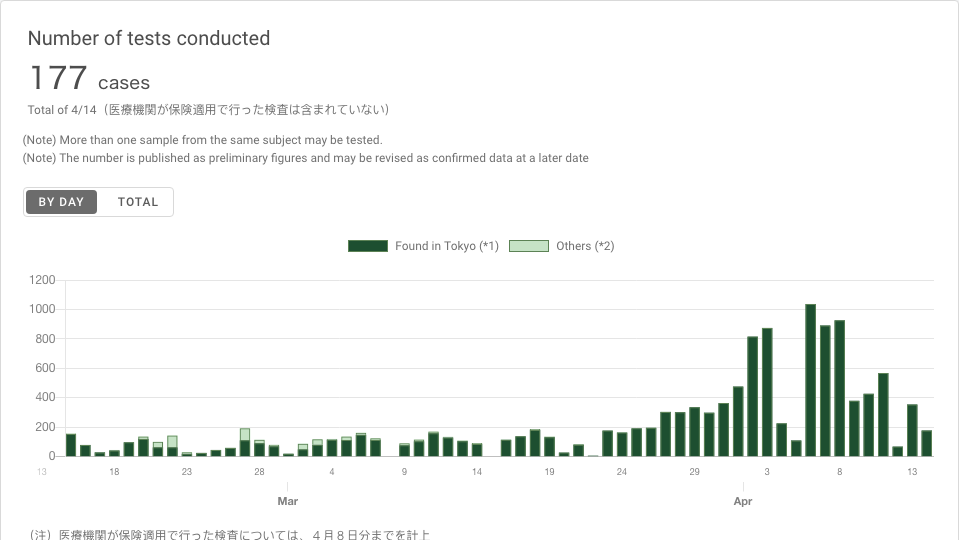 Number of tests conducted
177 cases
Total of 4/14（医療機関が保険適用で行った検査は含まれていない）
(Note) More than one sample from the same subject may be tested.
(Note) The number is published as preliminary figures and may be revised as confirmed data at a later date
BY DAY TOTAL
Found in Tokyo (*1) Others (*2)
1200
1000
800
600
400
200
0
13 18 23 28 4 9 14 19 24 29 3 8 13
Mar Apr
（注）医療機関が保険適用で行った検査については、４月８日分までを計上